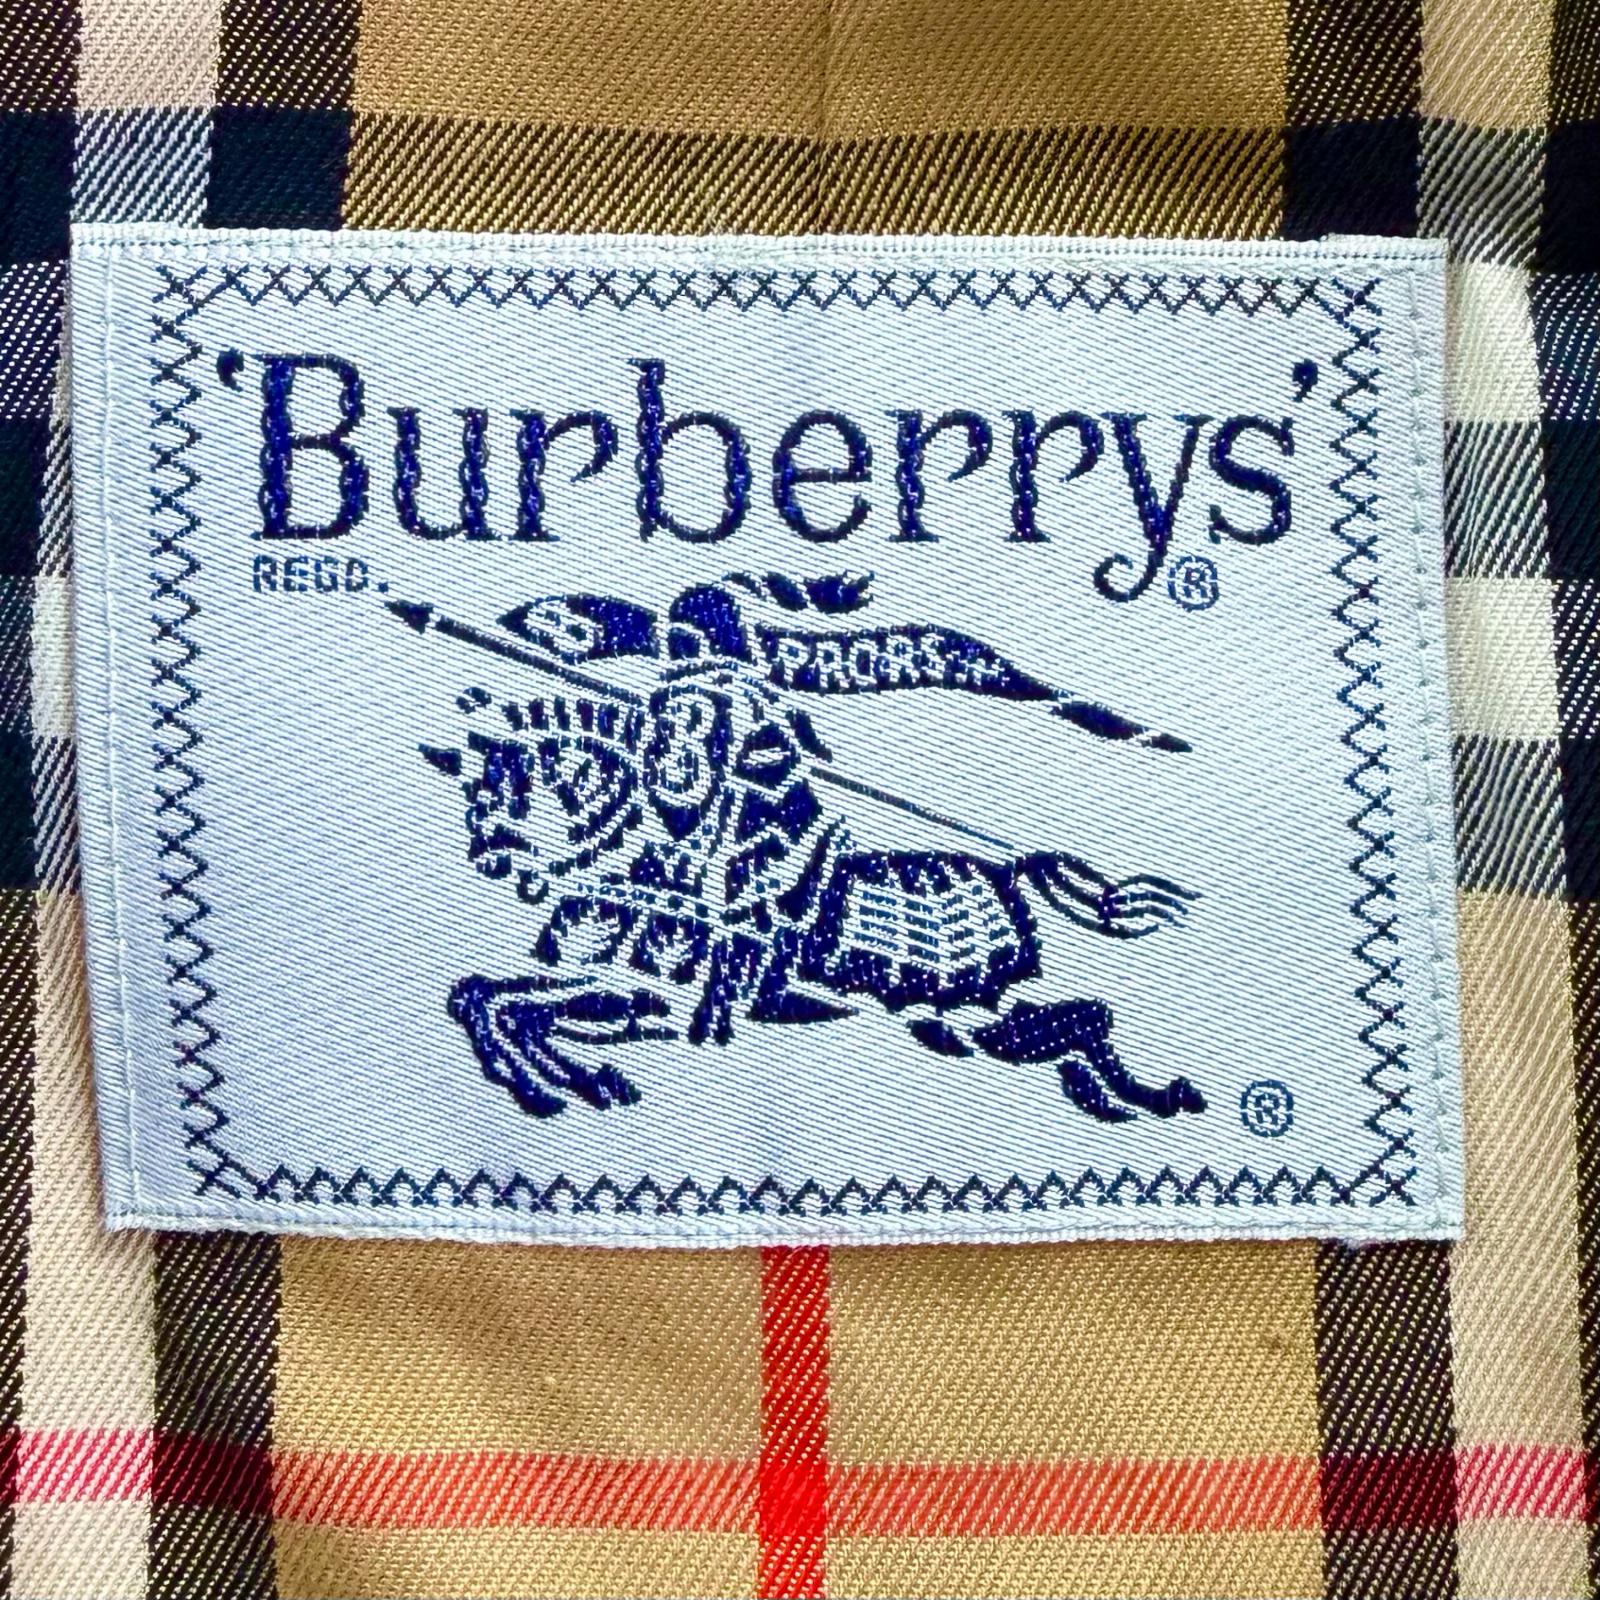 'Burberrys'
REGD. ®
PRORSUM
®